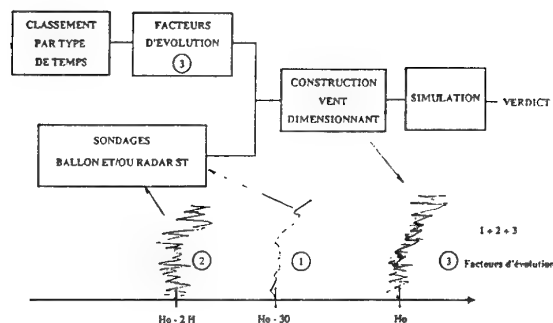 CLASSEMENT
PAR TYPE
DE TEMPS
FACTEURS
D'EVOLUTION
3
CONSTRUCTION
VENT
DIMENSIONNANT
SIMULATION
VERDICT
SONDAGES
BALLON ET/OU RADAR ST
2
1
1 + 2 + 3
3 Facteurs d'évolution
Ho - 2 H
Ho - 30
Ho